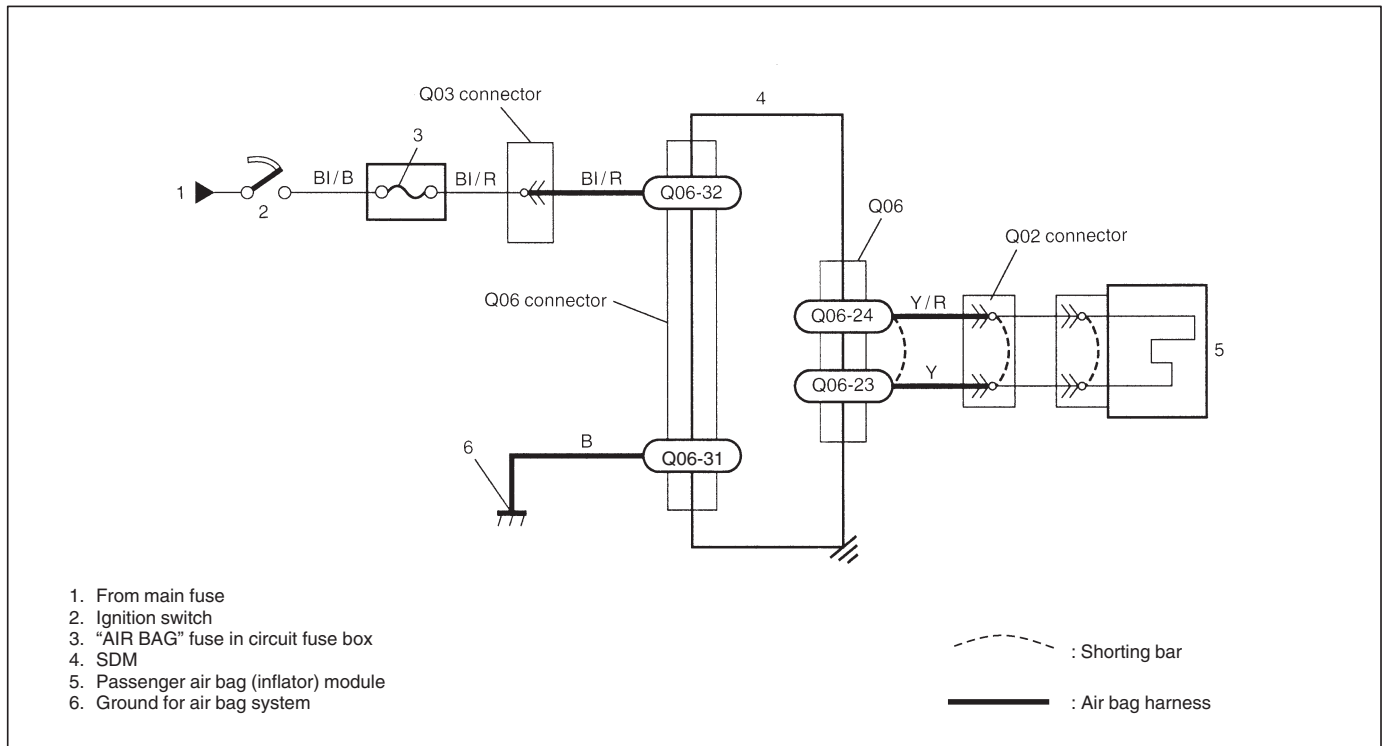 Q03 connector
4
3
1
2
BI/B
BI/R
BI/R
Q06-32
Q06
Q02 connector
Q06 connector
Q06-24
Y/R
5
Q06-23
Y
6
B
Q06-31
1. From main fuse
2. Ignition switch
3. “AIR BAG” fuse in circuit fuse box
4. SDM
5. Passenger air bag (inflator) module
6. Ground for air bag system
: Shorting bar
: Air bag harness